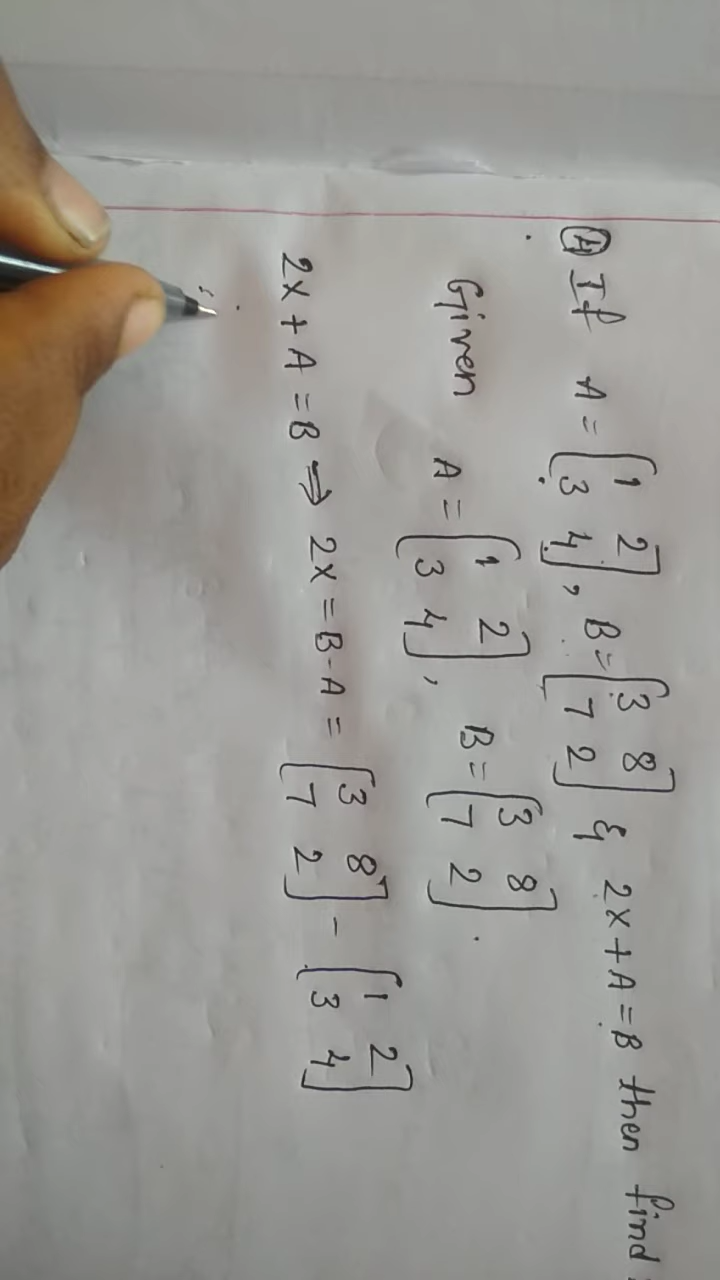 ④ If A = [1 2 3 4], B = [3 8 7 2] & 2x + A = B then find
Given A = [1 2 3 4], B = [3 8 7 2].
2x + A = B ⇒ 2x = B - A = [3 8 7 2] - [1 2 3 4]